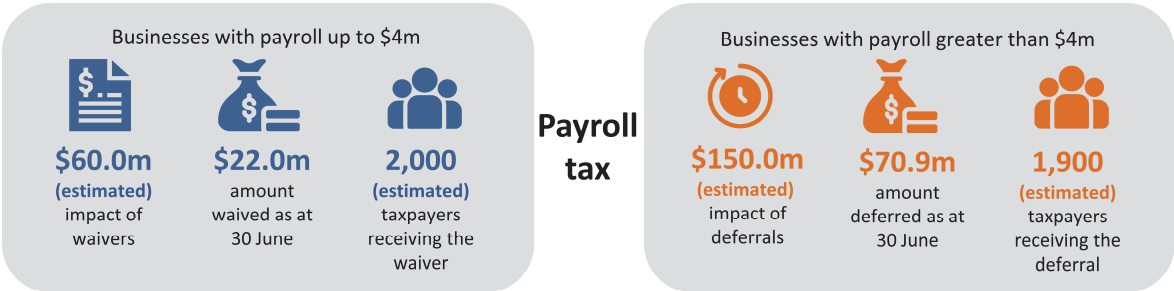 Businesses with payroll up to $4m
$
$60.0m
(estimated)
impact of
waivers
$
$22.0m
amount
waived as at
30 June
2,000
(estimated)
taxpayers
receiving the
waiver
Payroll
tax
Businesses with payroll greater than $4m
$150.0m
(estimated)
impact of
deferrals
$
$70.9m
amount
deferred as at
30 June
1,900
(estimated)
taxpayers
receiving the
deferral